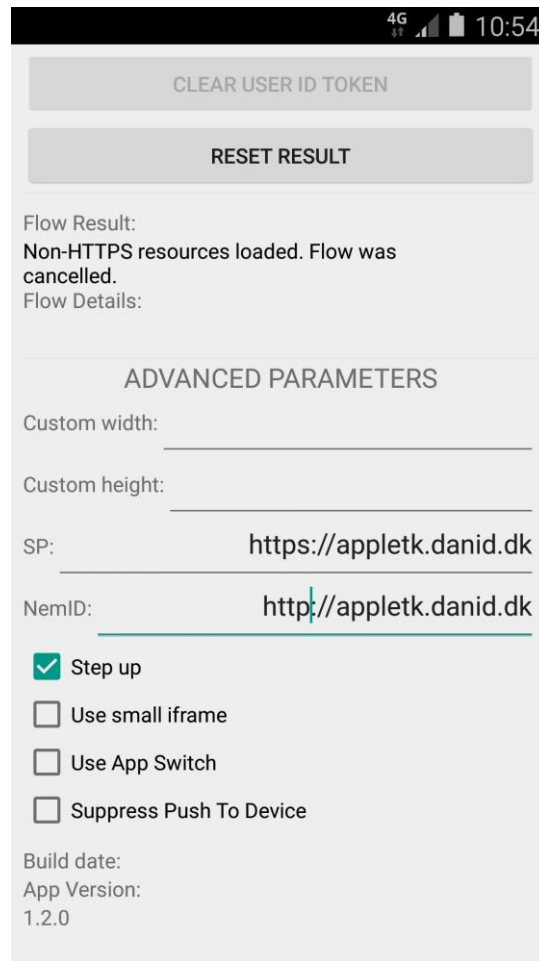 4G 10:54
CLEAR USER ID TOKEN
RESET RESULT
Flow Result:
Non-HTTPS resources loaded. Flow was
cancelled.
Flow Details:
ADVANCED PARAMETERS
Custom width:
Custom height:
SP: https://appletk.danid.dk
NemID: http://appletk.danid.dk
Step up
Use small iframe
Use App Switch
Suppress Push To Device
Build date:
App Version:
1.2.0